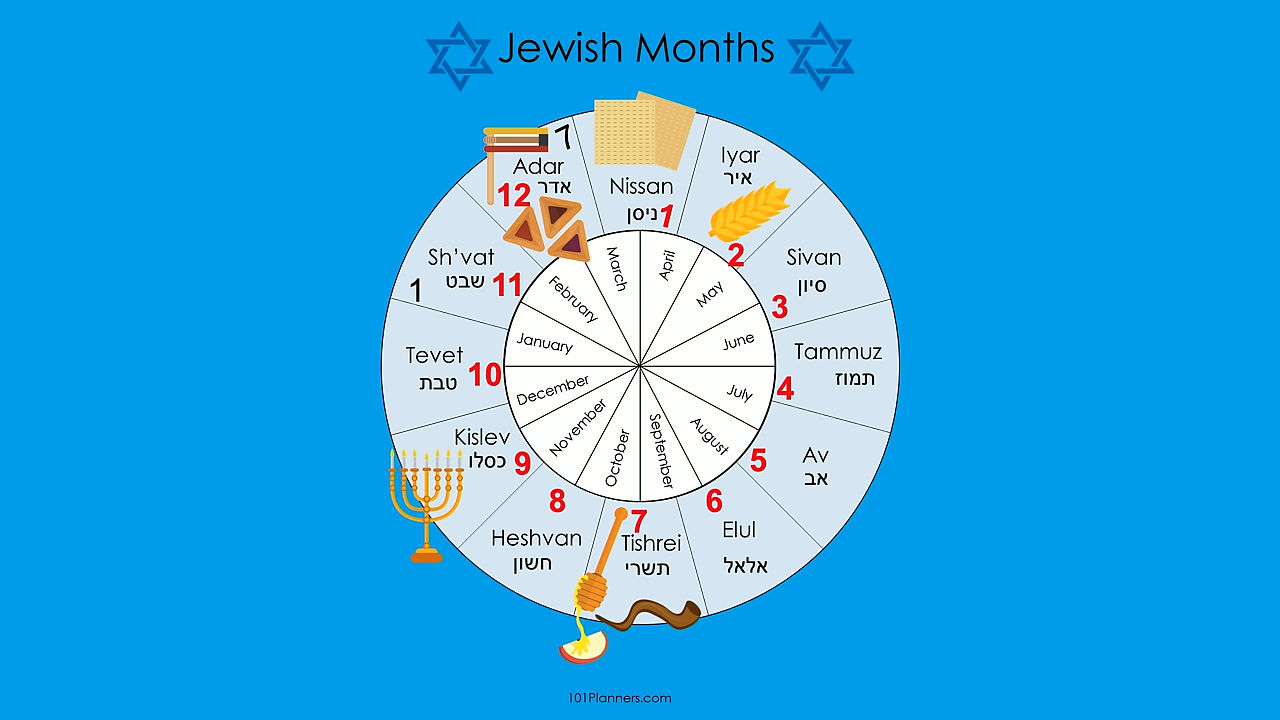 Jewish Months
Nissan
ניסן
1
Iyar
איר
2
Sivan
סיון
3
Tammuz
תמוז
4
Av
אב
5
Elul
אלאל
6
7
Tishrei
תשרי
Heshvan
חשון
8
Kislev
כסלו
9
Tevet
טבת
10
Sh'vat
שבט
11
1
Adar
אדר
12
7
January
February
March
April
May
June
July
August
September
October
November
December
101Planners.com